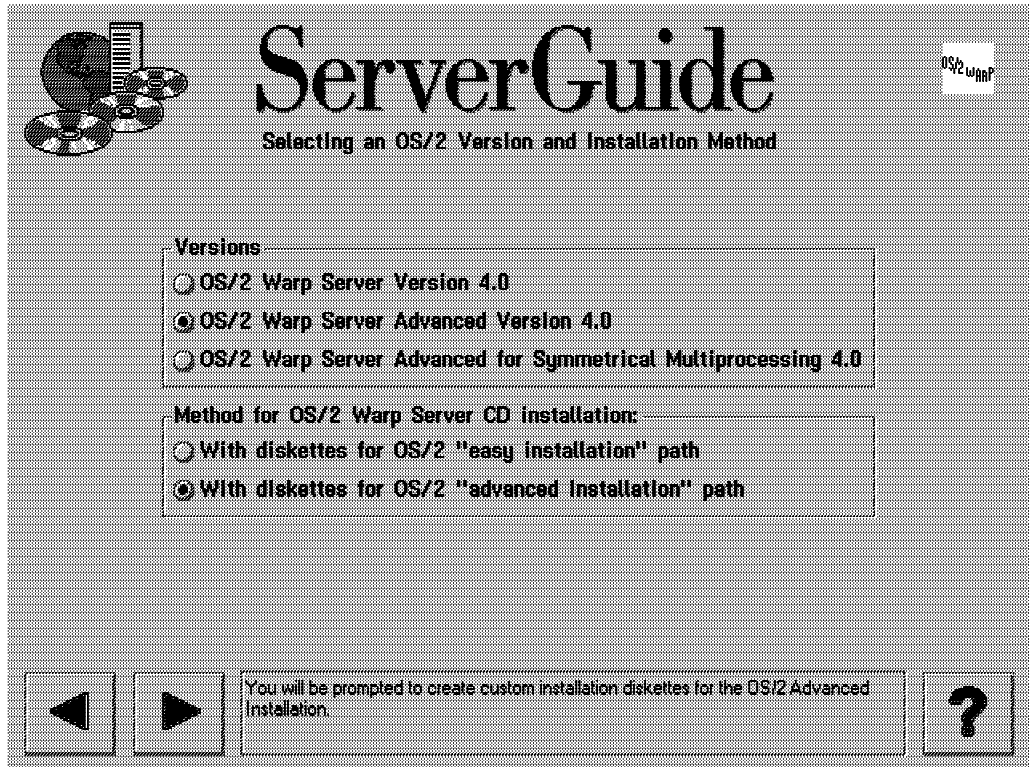 ServerGuide
OS/2 WARP
Selecting an OS/2 Version and Installation Method
Versions
OS/2 Warp Server Version 4.0
OS/2 Warp Server Advanced Version 4.0
OS/2 Warp Server Advanced for Symmetrical Multiprocessing 4.0
Method for OS/2 Warp Server CD installation:
With diskettes for OS/2 "easy installation" path
With diskettes for OS/2 "advanced installation" path
You will be prompted to create custom installation diskettes for the OS/2 Advanced
Installation.
?